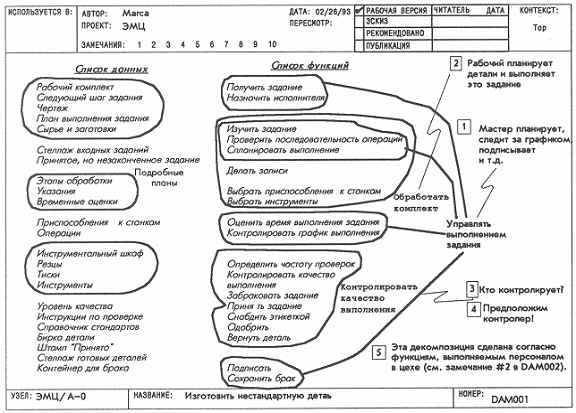 ИСПОЛЬЗУЕТСЯ В:
АВТОР: Marca
ПРОЕКТ: ЭМЦ
ЗАМЕЧАНИЯ: 1 2 3 4 5 6 7 8 9 10
ДАТА: 02/26/93
ПЕРЕСМОТР:
РАБОЧАЯ ВЕРСИЯ
ЭСКИЗ
РЕКОМЕНДОВАНО
ПУБЛИКАЦИЯ
ЧИТАТЕЛЬ ДАТА
КОНТЕКСТ:
Top
Список данных
Рабочий комплект
Следующий шаг задания
Чертеж
План выполнения задания
Сырье и заготовки
Стеллаж входных заданий
Принятое, но незаконченное задание
Этапы обработки
Указания
Временные оценки
Подробные
планы
Приспособления к станкам
Операции
Инструментальный шкаф
Резцы
Тиски
Инструменты
Уровень качества
Инструкции по проверке
Справочник стандортов
Бирка детали
Штамп "Принято"
Стеллаж готовых деталей
Контейнер для брака
Список функций
Получить задание
Назначить исполнителя
Изучить задание
Проверить последовательность операции
Спланировать выполнение
Делать записи
Выбрать приспособления к станкам
Выбрать инструменты
Оценить время выполнения задания
Контролировать график выполнения
Определить частоту проверок
Контролировать качество
выполнения
Забраковать задание
Приня ть задание
Снабдить этикеткой
Одобрить
Вернуть деталь
Подписать
Сохранить брак
Обработать
комплект
Управлять
выполнением
задания
Контролировать
качество
выполнения
2 Рабочий планирует
детали и выполняет
это задание
1 Мастер планирует,
следит за графиком,
подписывает
и т.д.
3 Кто контролирует?
4 Предположим
контролер!
5 Эта декомпозиция сделана согласно
функциям, выполняемым персоналом
в цехе (см. замечание #2 в DAM002).
УЗЕЛ: ЭМЦ/A-0
НАЗВАНИЕ: Изготовить нестандартную деталь
НОМЕР:
DAM001